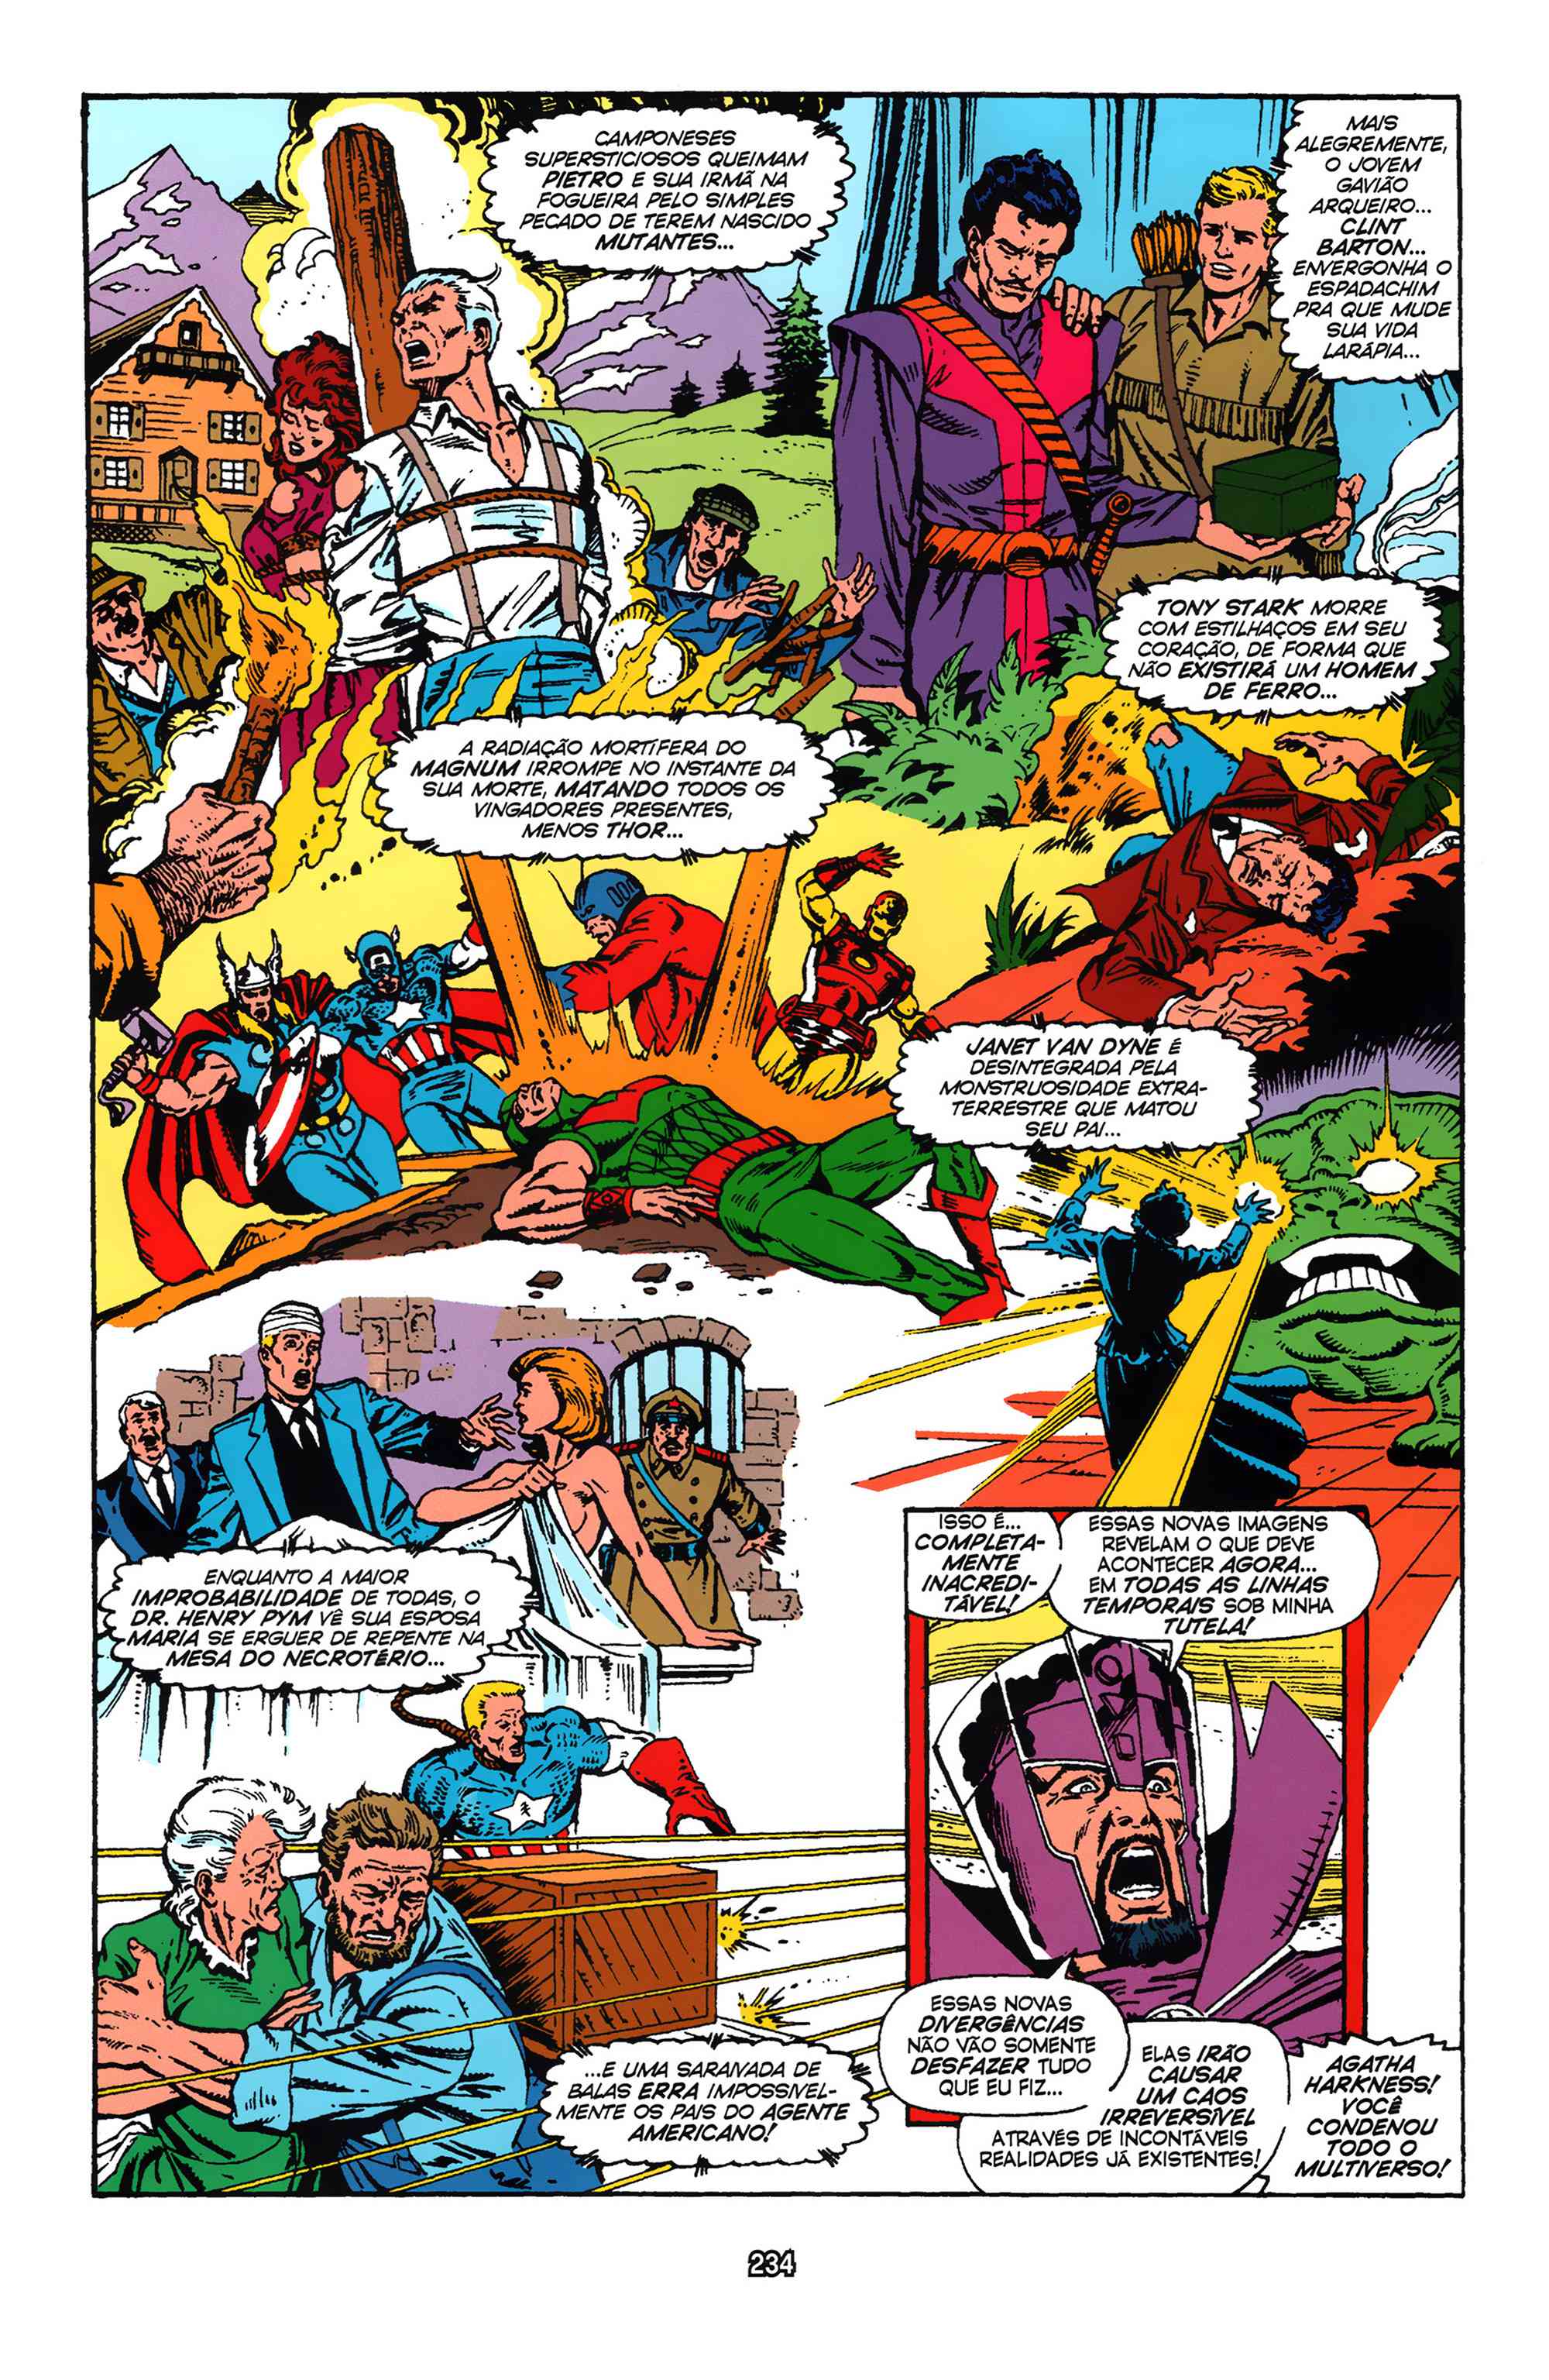 CAMPONESES
SUPERSTICIOSOS QUEIMAM
PIETRO E SUA IRMÃ NA
FOGUEIRA PELO SIMPLES
PECADO DE TEREM NASCIDO
MUTANTES...
MAIS
ALEGREMENTE,
O JOVEM
GAVIÃO
ARQUEIRO...
CLINT
BARTON...
ENVERGONHA O
ESPADACHIM
PRA QUE MUDE
SUA VIDA
LARÁPIA...
TONY STARK MORRE
COM ESTILHAÇOS EM SEU
CORAÇÃO, DE FORMA QUE
NÃO EXISTIRÁ UM HOMEM
DE FERRO...
A RADIAÇÃO MORTÍFERA DO
MAGNUM IRROMPE NO INSTANTE DA
SUA MORTE, MATANDO TODOS OS
VINGADORES PRESENTES,
MENOS THOR...
JANET VAN DYNE É
DESINTEGRADA PELA
MONSTRUOSIDADE EXTRA-
TERRESTRE QUE MATOU
SEU PAI...
ENQUANTO A MAIOR
IMPROBABILIDADE DE TODAS, O
DR. HENRY PYM VÊ SUA ESPOSA
MARIA SE ERGUER DE REPENTE NA
MESA DO NECROTÉRIO...
...E UMA SARAIVADA DE
BALAS ERRA IMPOSSIVEL-
MENTE OS PAIS DO AGENTE
AMERICANO!
ISSO É...
COMPLETA-
MENTE
INACREDI-
TÁVEL!
ESSAS NOVAS IMAGENS
REVELAM O QUE DEVE
ACONTECER AGORA...
EM TODAS AS LINHAS
TEMPORAIS SOB MINHA
TUTELA!
ESSAS NOVAS
DIVERGÊNCIAS
NÃO VÃO SOMENTE
DESFAZER TUDO
QUE EU FIZ...
ELAS IRÃO
CAUSAR
UM CAOS
IRREVERSÍVEL
ATRAVÉS DE INCONTÁVEIS
REALIDADES JÁ EXISTENTES!
AGATHA
HARKNESS!
VOCÊ
CONDENOU
TODO O
MULTIVERSO!
234